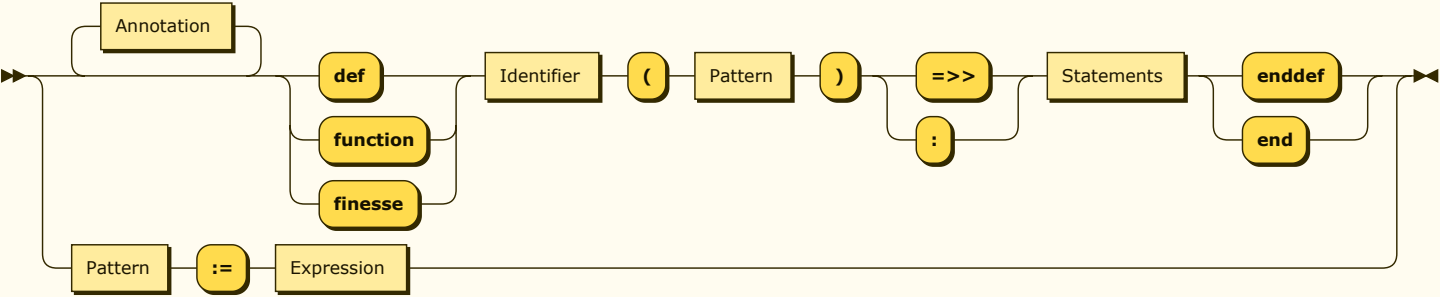 Annotation
def Identifier ( Pattern ) =>> Statements enddef
function : end
finesse
Pattern := Expression